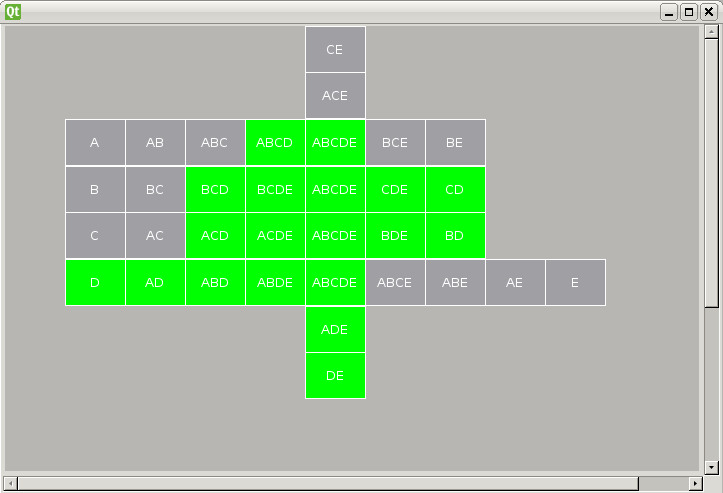 Qt
CE
ACE
A AB ABC ABCD ABCDE BCE BE
B BC BCD BCDE ABCDE CDE CD
C AC ACD ACDE ABCDE BDE BD
D AD ABD ABDE ABCDE ABCE ABE AE E
ADE
DE